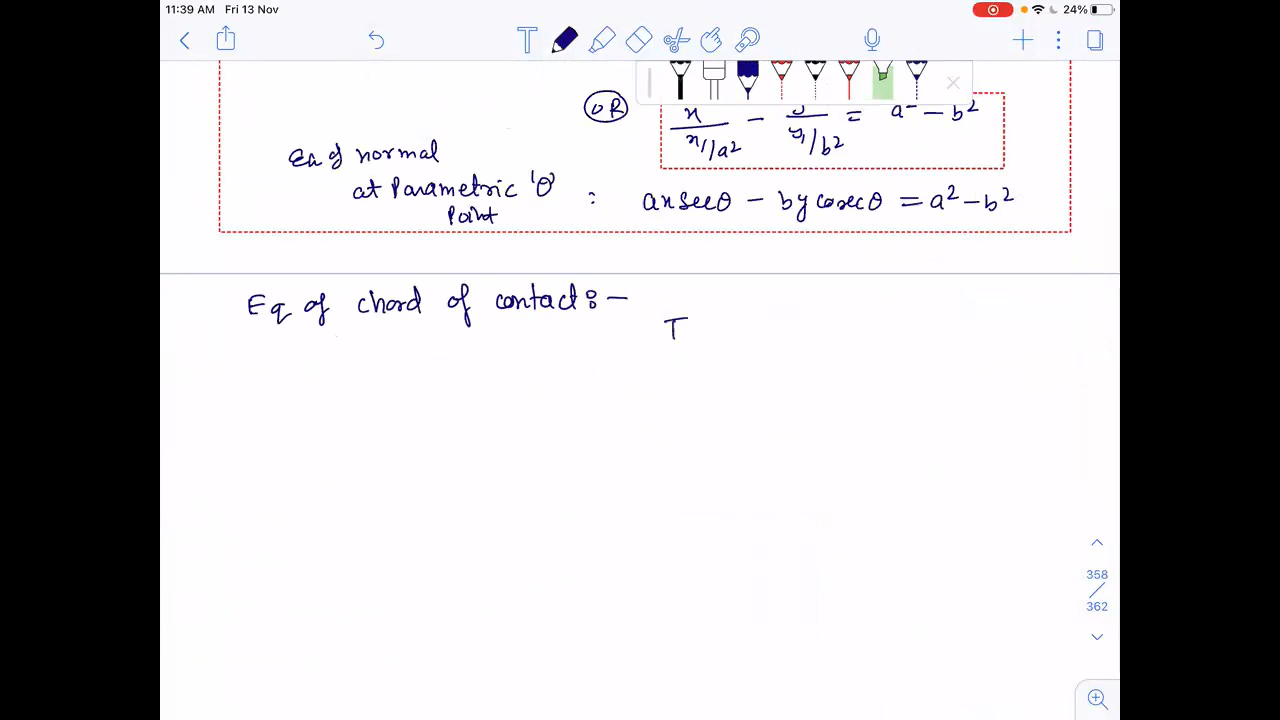 11:39 AM Fri 13 Nov 24%
T
OR x/(x₁/a²) − y/(y₁/b²) = a² − b²
Eq of normal
at Parametric 'θ' : ax secθ − by cosecθ = a² − b²
Point
Eq of chord of contact :−
T
358
/
362